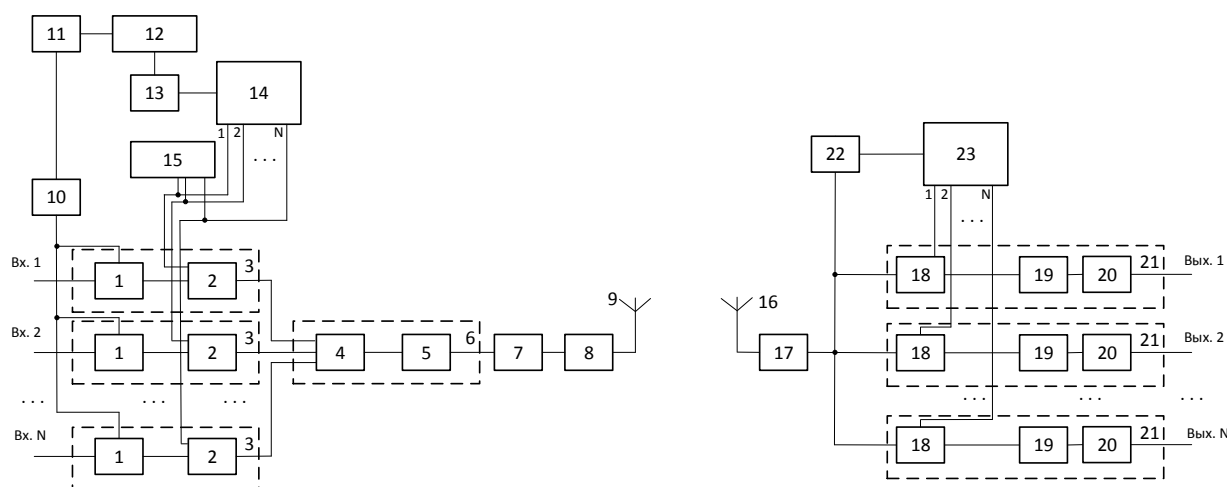 11 12
13 14
1 2 N
15 . . .
10
Вх. 1 1 2 3
Вх. 2 1 2 3 4 5 6 7 8 9
. . . . . . . . .
Вх. N 1 2 3
22 23
1 2 N
. . .
16 17
18 19 20 21 Вых. 1
18 19 20 21 Вых. 2
. . . . . . . . .
18 19 20 21 Вых. N